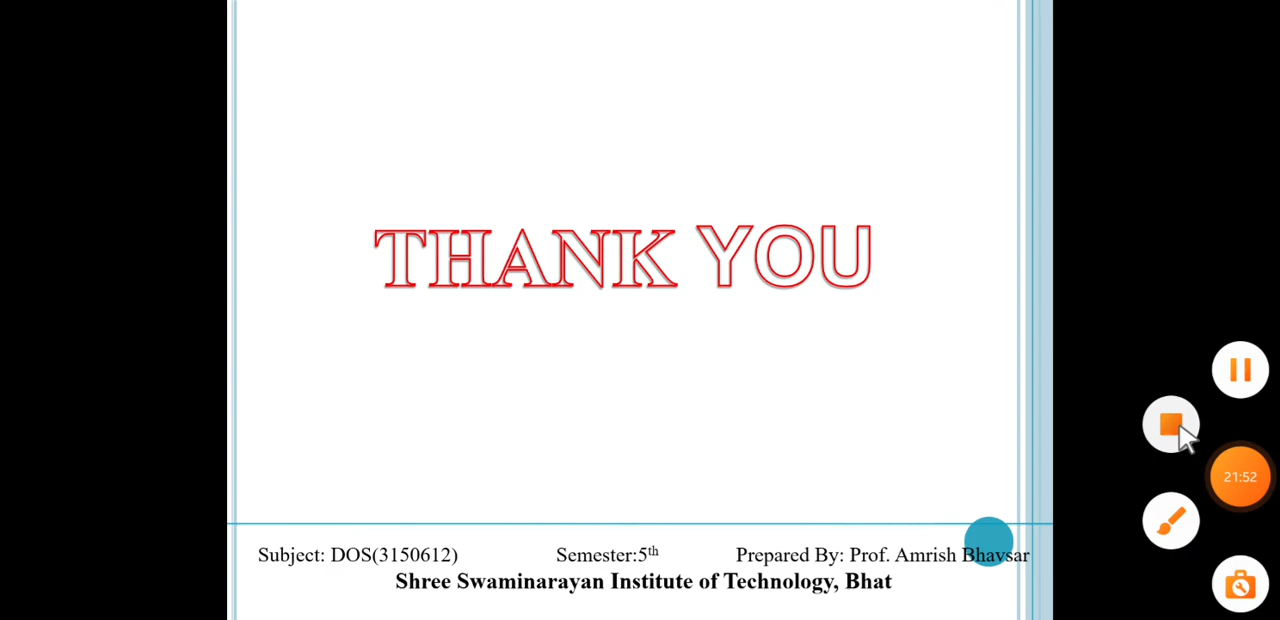 THANK YOU
21:52
Subject: DOS(3150612) Semester:5th Prepared By: Prof. Amrish Bhavsar
Shree Swaminarayan Institute of Technology, Bhat